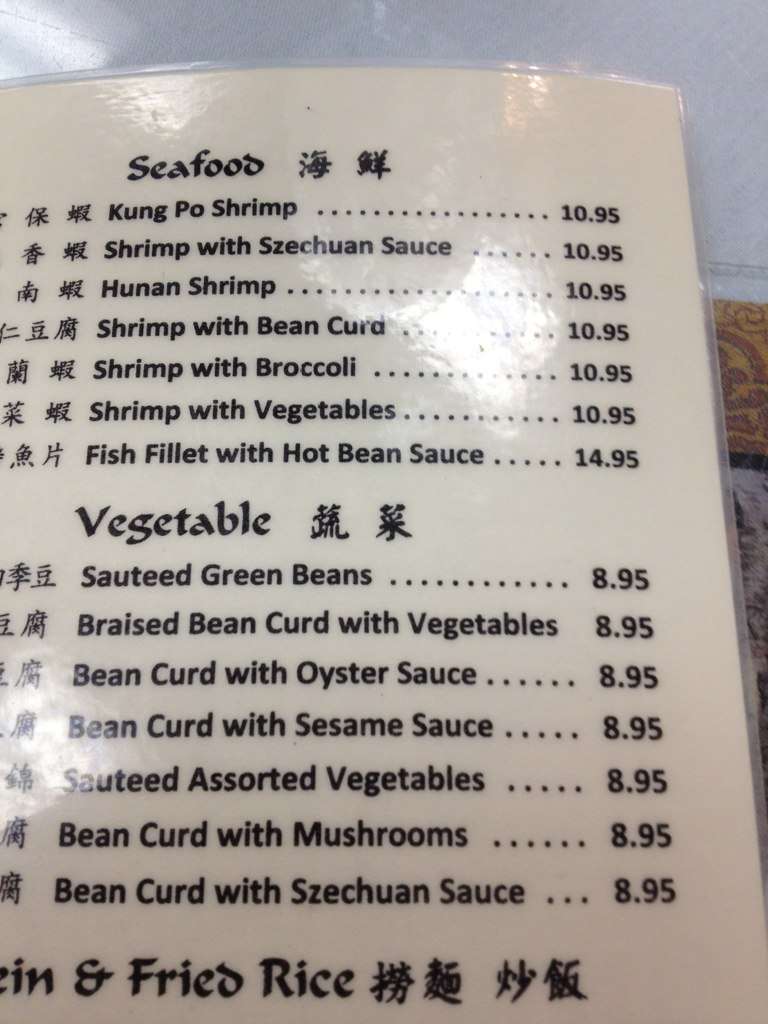 Seafood 海 鮮
保 蝦 Kung Po Shrimp .................. 10.95
香 蝦 Shrimp with Szechuan Sauce ...... 10.95
南 蝦 Hunan Shrimp ..................... 10.95
仁豆腐 Shrimp with Bean Curd ............ 10.95
蘭 蝦 Shrimp with Broccoli .............. 10.95
菜 蝦 Shrimp with Vegetables ............ 10.95
魚片 Fish Fillet with Hot Bean Sauce ..... 14.95
Vegetable 蔬 菜
季豆 Sauteed Green Beans ............ 8.95
豆腐 Braised Bean Curd with Vegetables 8.95
豆腐 Bean Curd with Oyster Sauce ...... 8.95
腐 Bean Curd with Sesame Sauce ..... 8.95
錦 Sauteed Assorted Vegetables ..... 8.95
腐 Bean Curd with Mushrooms ...... 8.95
腐 Bean Curd with Szechuan Sauce ... 8.95
ein & Fried Rice 撈麵 炒飯